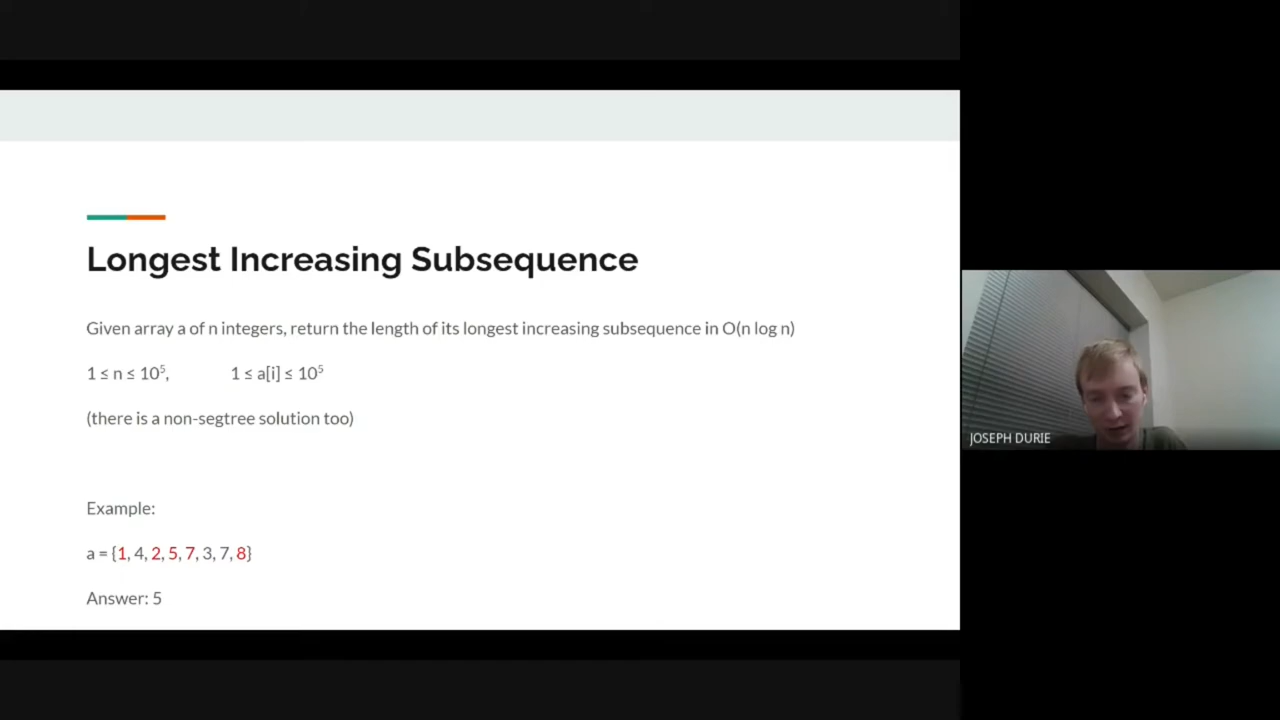 Longest Increasing Subsequence
Given array a of n integers, return the length of its longest increasing subsequence in O(n log n)
1 ≤ n ≤ 10⁵, 1 ≤ a[i] ≤ 10⁵
(there is a non-segtree solution too)
Example:
a = {1, 4, 2, 5, 7, 3, 7, 8}
Answer: 5
JOSEPH DURIE